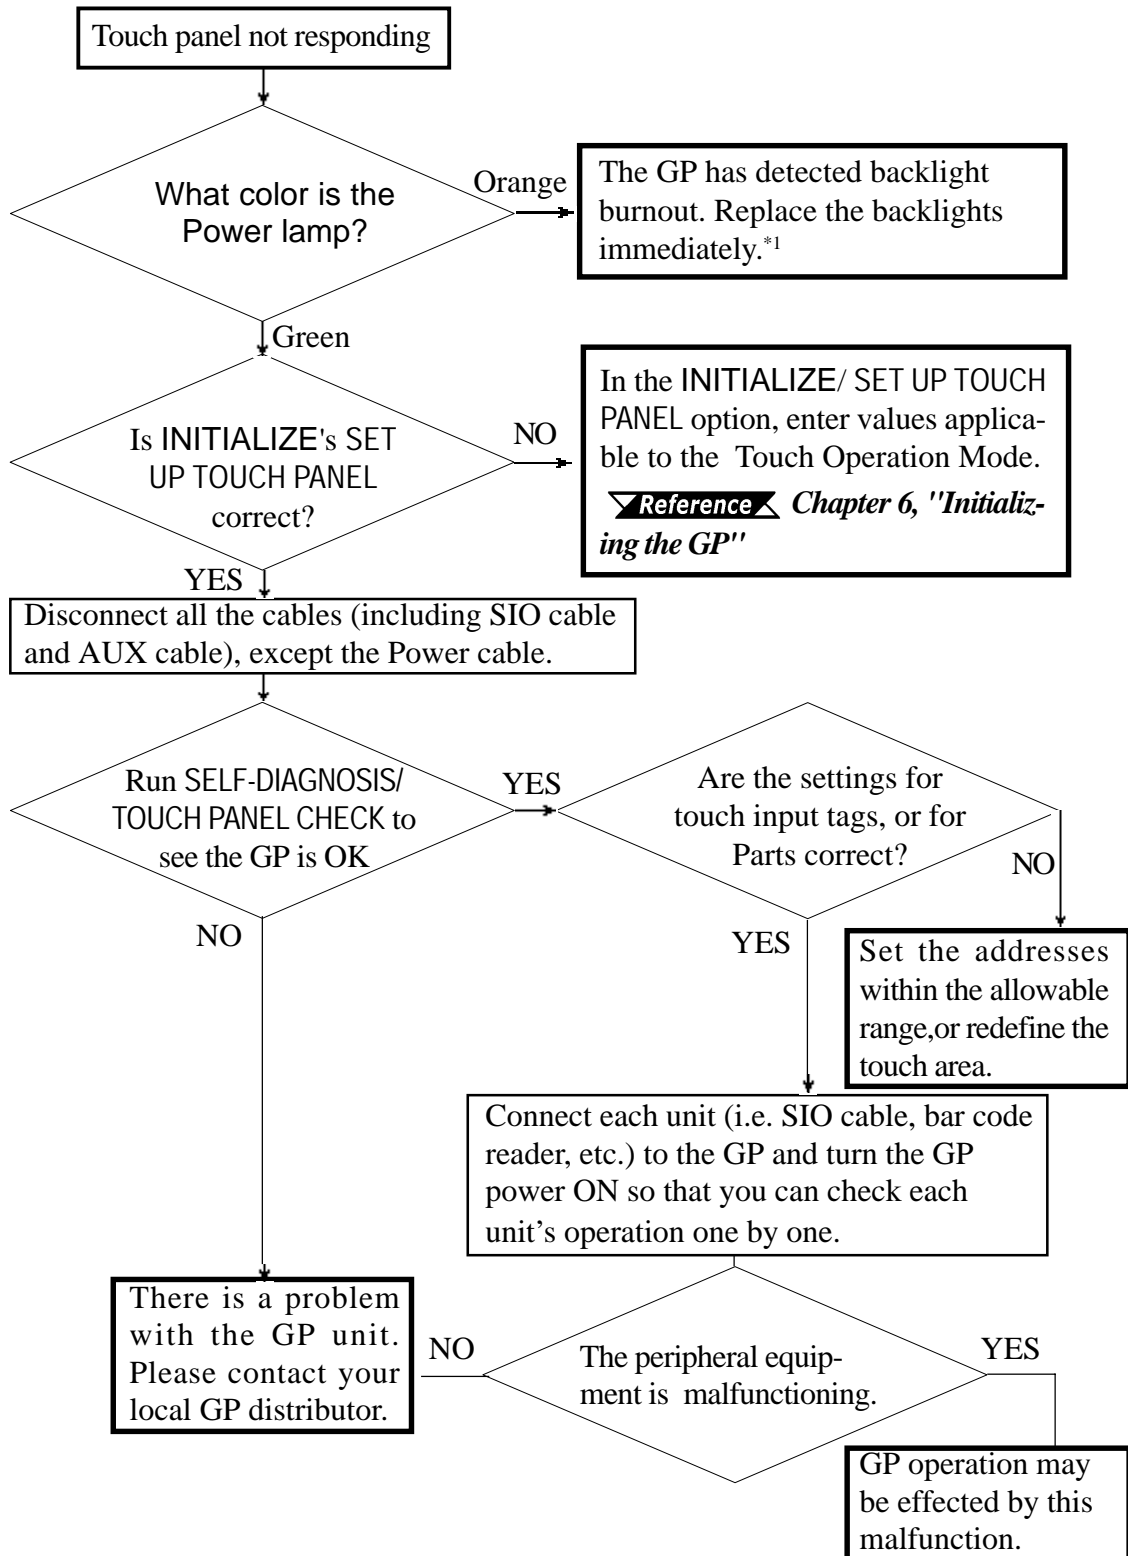 Touch panel not responding
What color is the
Power lamp?
Orange
The GP has detected backlight
burnout. Replace the backlights
immediately.*1
Green
Is INITIALIZE's SET
UP TOUCH PANEL
correct?
NO
In the INITIALIZE/ SET UP TOUCH
PANEL option, enter values applica-
ble to the Touch Operation Mode.
Reference Chapter 6, "Initializ-
ing the GP"
YES
Disconnect all the cables (including SIO cable
and AUX cable), except the Power cable.
Run SELF-DIAGNOSIS/
TOUCH PANEL CHECK to
see the GP is OK
YES
Are the settings for
touch input tags, or for
Parts correct?
NO
NO
YES
Set the addresses
within the allowable
range,or redefine the
touch area.
Connect each unit (i.e. SIO cable, bar code
reader, etc.) to the GP and turn the GP
power ON so that you can check each
unit's operation one by one.
There is a problem
with the GP unit.
Please contact your
local GP distributor.
NO
The peripheral equip-
ment is malfunctioning.
YES
GP operation may
be effected by this
malfunction.